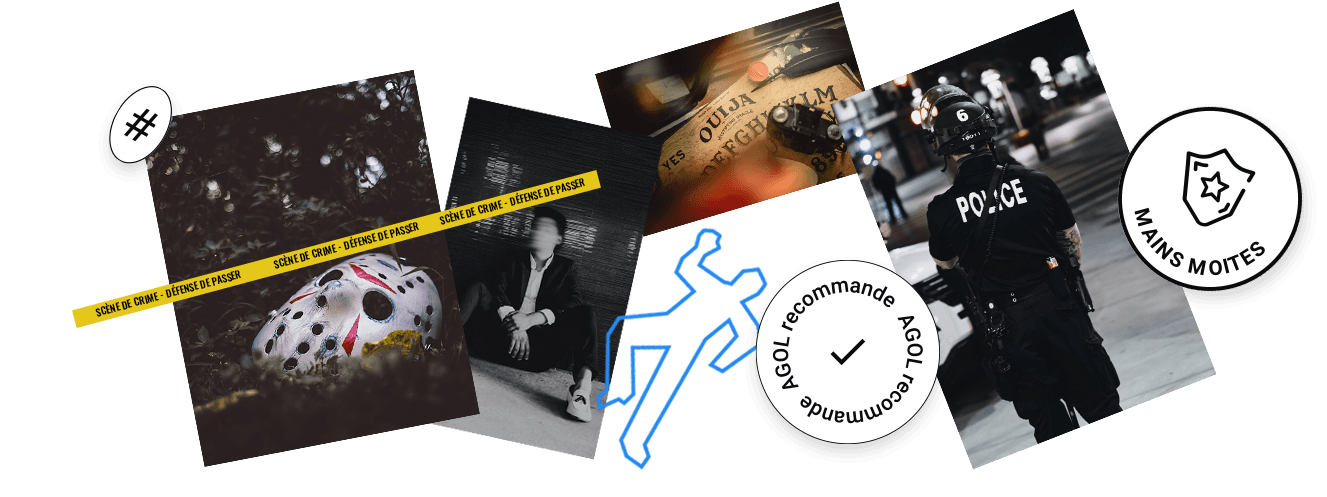 #
SCÈNE DE CRIME - DÉFENSE DE PASSER
SCÈNE DE CRIME - DÉFENSE DE PASSER
SCÈNE DE CRIME - DÉFENSE DE PASSER
OUIJA
YES
DEFGHIJKLM
6
POLICE
AGOL recommande AGOL recommande
MAINS MOITES